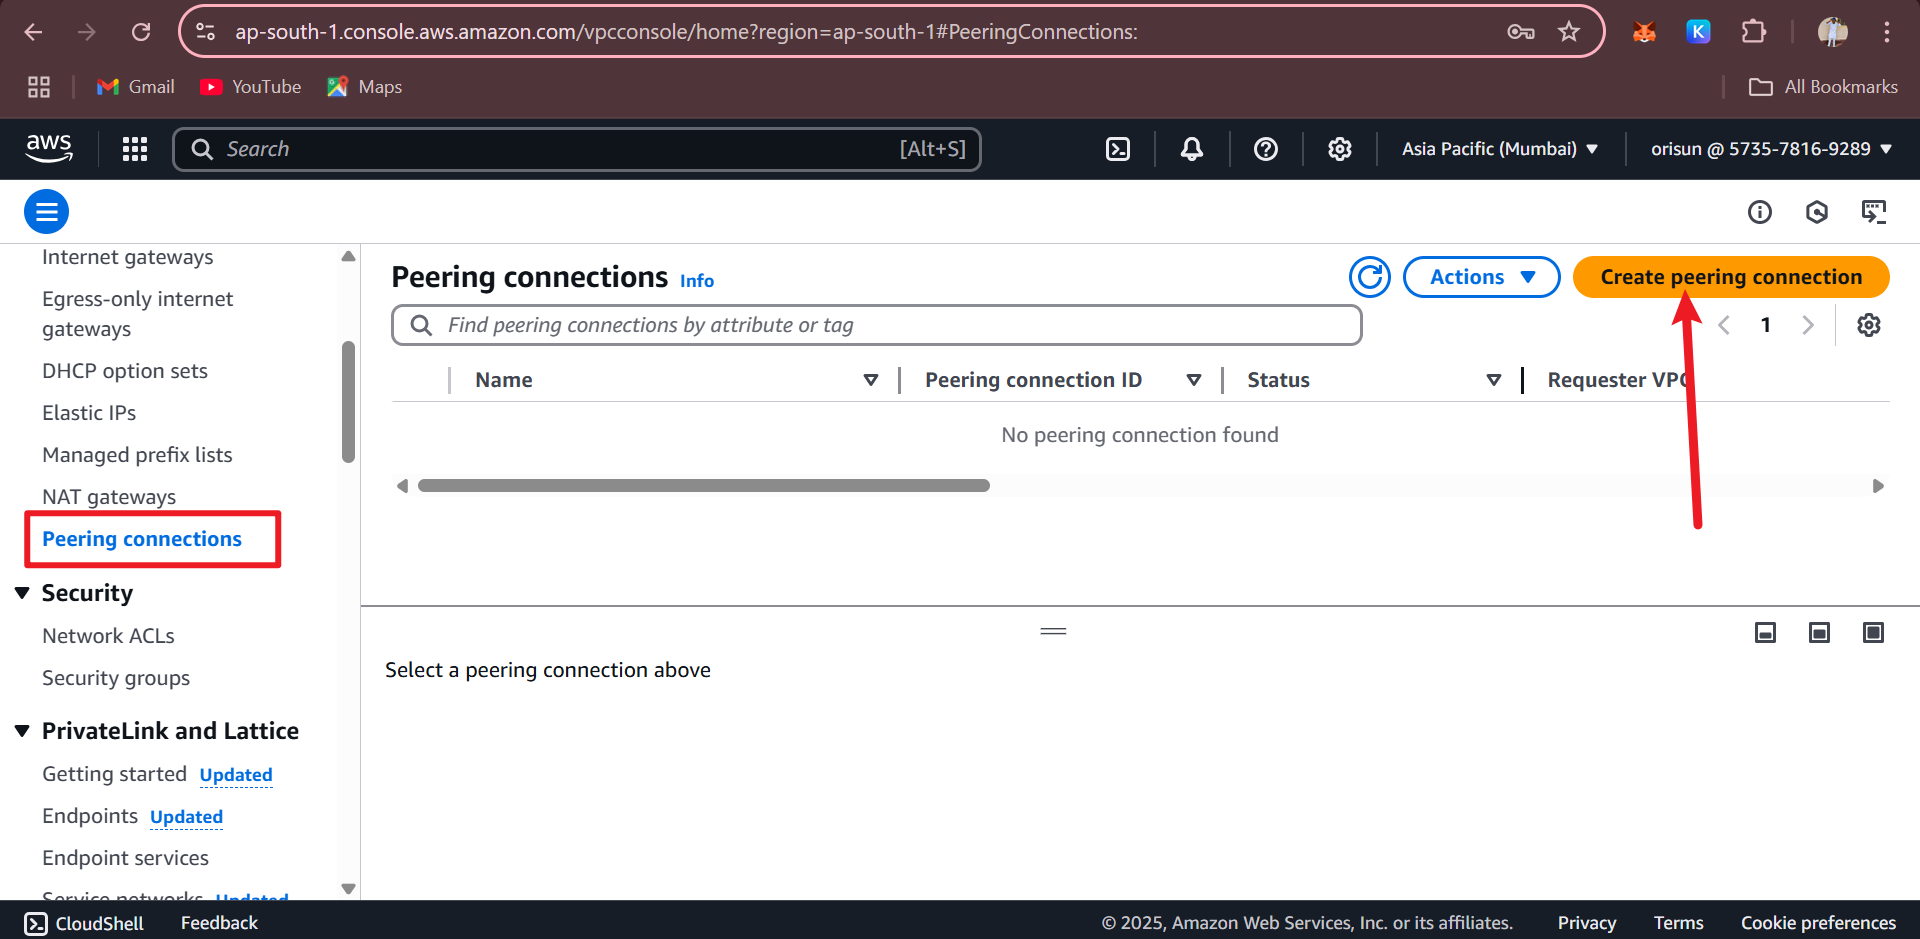 ap-south-1.console.aws.amazon.com/vpcconsole/home?region=ap-south-1#PeeringConnections:
K
Gmail
YouTube
Maps
All Bookmarks
aws
Search
[Alt+S]
Asia Pacific (Mumbai)
orisun @ 5735-7816-9289
Internet gateways
Egress-only internet
gateways
DHCP option sets
Elastic IPs
Managed prefix lists
NAT gateways
Peering connections
Security
Network ACLs
Security groups
PrivateLink and Lattice
Getting started Updated
Endpoints Updated
Endpoint services
Service networks Updated
Peering connections Info
Actions
Create peering connection
Find peering connections by attribute or tag
1
Name
Peering connection ID
Status
Requester VPC
No peering connection found
Select a peering connection above
CloudShell
Feedback
© 2025, Amazon Web Services, Inc. or its affiliates.
Privacy
Terms
Cookie preferences